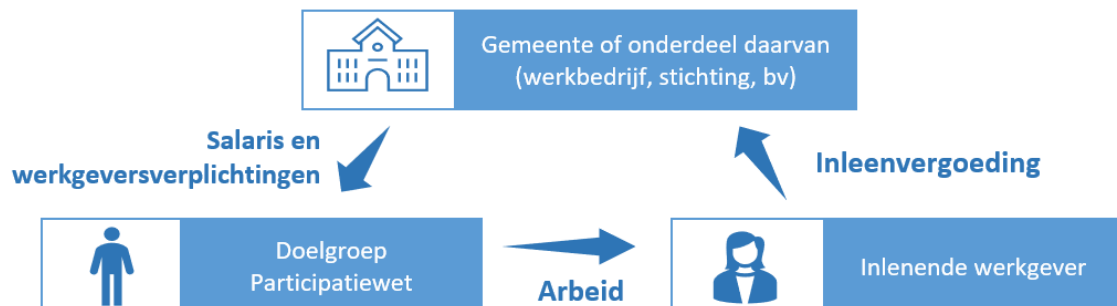 Gemeente of onderdeel daarvan
(werkbedrijf, stichting, bv)
Salaris en
werkgeversverplichtingen
Inleenvergoeding
Doelgroep
Participatiewet
Arbeid
Inlenende werkgever